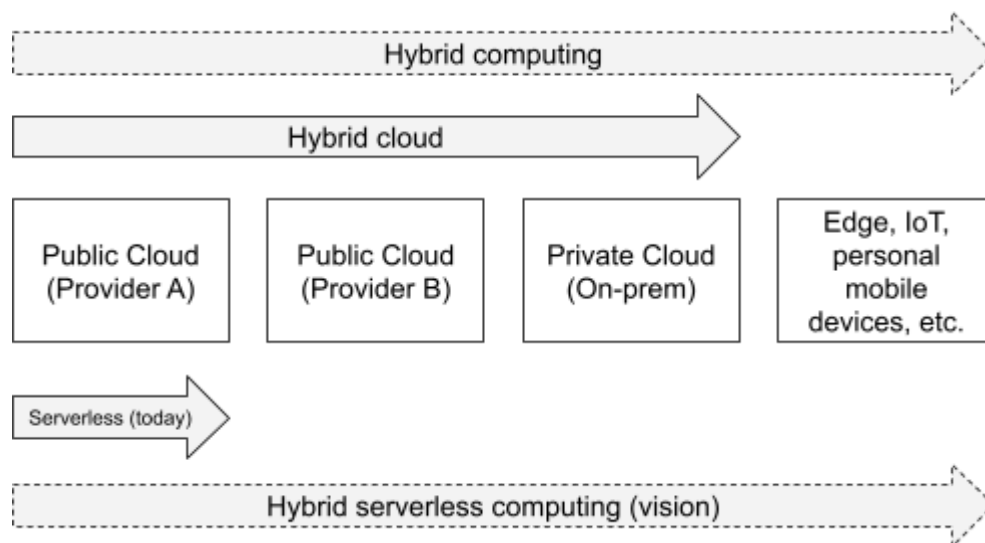 Hybrid computing
Hybrid cloud
Public Cloud
(Provider A)
Public Cloud
(Provider B)
Private Cloud
(On-prem)
Edge, IoT,
personal
mobile
devices, etc.
Serverless (today)
Hybrid serverless computing (vision)